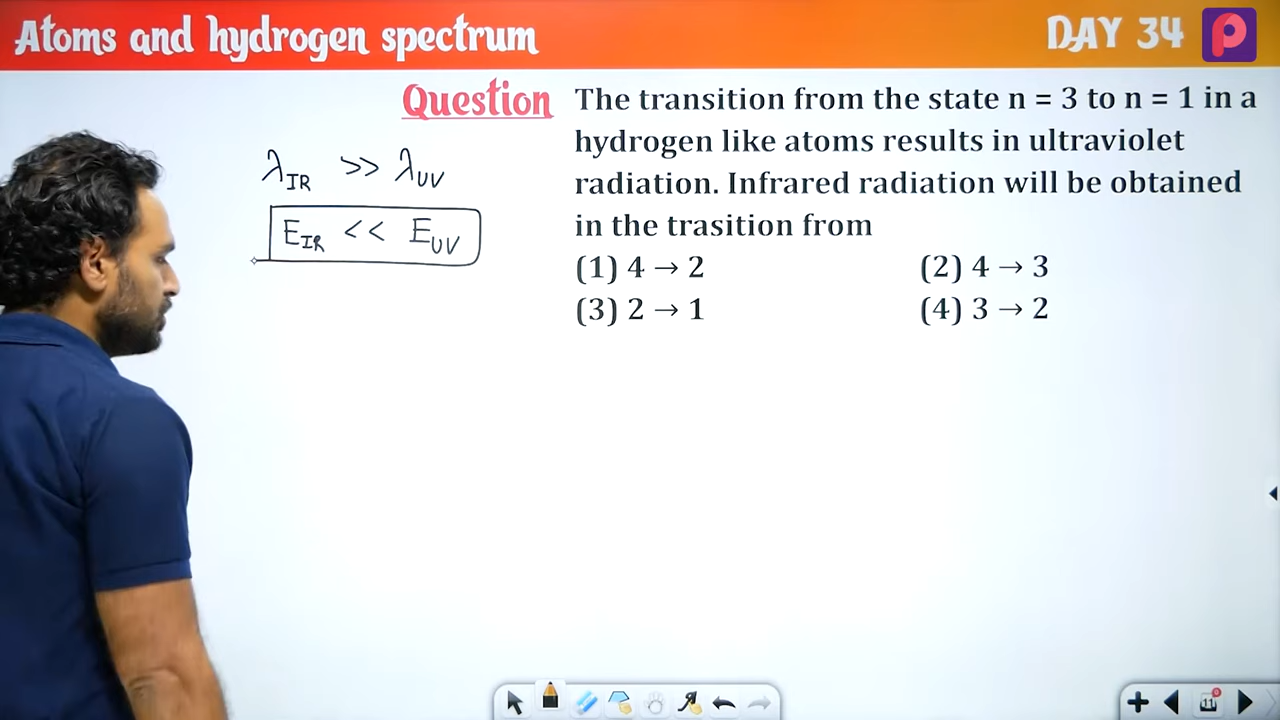 Atoms and hydrogen spectrum
DAY 34
Question
The transition from the state n = 3 to n = 1 in a
hydrogen like atoms results in ultraviolet
radiation. Infrared radiation will be obtained
in the trasition from
(1) 4 → 2
(2) 4 → 3
(3) 2 → 1
(4) 3 → 2
λIR >> λUV
EIR << EUV
11